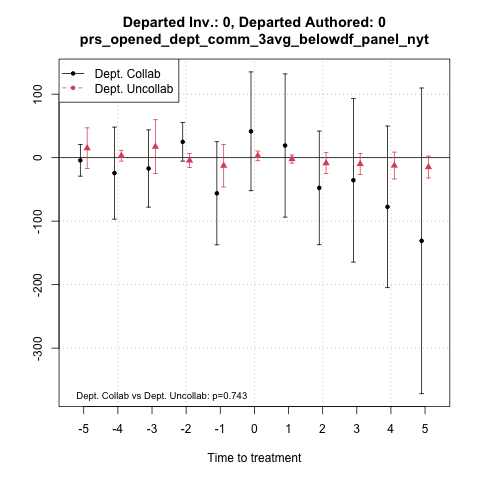 Departed Inv.: 0, Departed Authored: 0
prs_opened_dept_comm_3avg_belowdf_panel_nyt
Dept. Collab
Dept. Uncollab
100
0
-100
-200
-300
Dept. Collab vs Dept. Uncollab: p=0.743
-5 -4 -3 -2 -1 0 1 2 3 4 5
Time to treatment